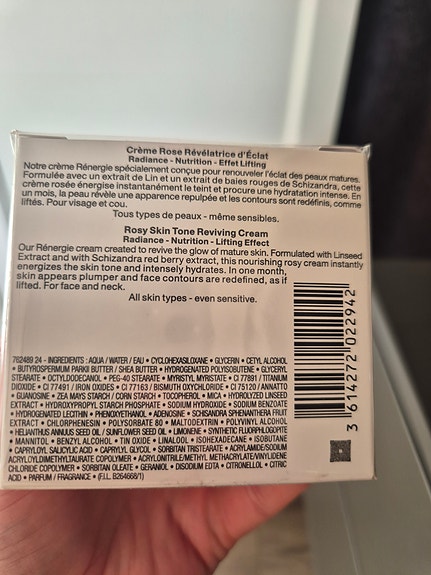 Crème Rose Révélatrice d'Éclat
Radiance - Nutrition - Effet Lifting
Notre crème Rénergie spécialement conçue pour renouveler l'éclat des peaux matures.
Formulée avec un extrait de Lin et un extrait de baies rouges de Schizandra, cette
crème rosée énergise instantanément le teint et procure une hydratation intense. En
un mois, la peau révèle une apparence repulpée et les contours sont redéfinis, comme
liftés. Pour visage et cou.
Tous types de peaux - même sensibles.
Rosy Skin Tone Reviving Cream
Radiance - Nutrition - Lifting Effect
Our Rénergie cream created to revive the glow of mature skin. Formulated with Linseed
Extract and with Schizandra red berry extract, this nourishing rosy cream instantly
energizes the skin tone and intensely hydrates. In one month,
skin appears plumper and face contours are redefined, as if
lifted. For face and neck.
All skin types - even sensitive.
782489 24 - INGREDIENTS : AQUA / WATER / EAU • CYCLOHEXASILOXANE • GLYCERIN • CETYL ALCOHOL
• BUTYROSPERMUM PARKII BUTTER / SHEA BUTTER • HYDROGENATED POLYISOBUTENE • GLYCERYL
STEARATE • OCTYLDODECANOL • PEG-40 STEARATE • MYRISTYL MYRISTATE • CI 77891 / TITANIUM
DIOXIDE • CI 77491 / IRON OXIDES • CI 77163 / BISMUTH OXYCHLORIDE • CI 75120 / ANNATTO
• GUANOSINE • ZEA MAYS STARCH / CORN STARCH • TOCOPHEROL • MICA • HYDROLYZED LINSEED
EXTRACT • HYDROXYPROPYL STARCH PHOSPHATE • SODIUM HYDROXIDE • SODIUM BENZOATE
• HYDROGENATED LECITHIN • PHENOXYETHANOL • ADENOSINE • SCHISANDRA SPHENANTHERA FRUIT
EXTRACT • CHLORPHENESIN • POLYSORBATE 80 • MALTODEXTRIN • POLYVINYL ALCOHOL
• HELIANTHUS ANNUUS SEED OIL / SUNFLOWER SEED OIL • LIMONENE • SYNTHETIC FLUORPHLOGOPITE
• MANNITOL • BENZYL ALCOHOL • TIN OXIDE • LINALOOL • ISOHEXADECANE • ISOBUTANE
• CAPRYLOYL SALICYLIC ACID • CAPRYLYL GLYCOL • SORBITAN TRISTEARATE • ACRYLAMIDE/SODIUM
ACRYLOYLDIMETHYLTAURATE COPOLYMER • ACRYLONITRILE/METHYL METHACRYLATE/VINYLIDENE
CHLORIDE COPOLYMER • SORBITAN OLEATE • GERANIOL • DISODIUM EDTA • CITRONELLOL • CITRIC
ACID • PARFUM / FRAGRANCE • (F.I.L. B264668/1)
3 614272 022942